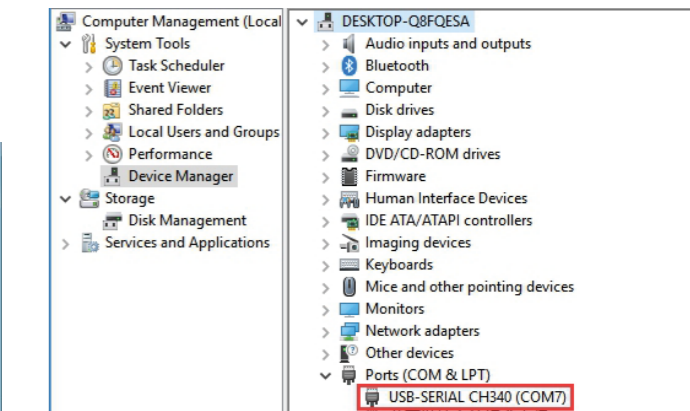 Computer Management (Local
System Tools
Task Scheduler
Event Viewer
Shared Folders
Local Users and Groups
Performance
Device Manager
Storage
Disk Management
Services and Applications
DESKTOP-Q8FQESA
Audio inputs and outputs
Bluetooth
Computer
Disk drives
Display adapters
DVD/CD-ROM drives
Firmware
Human Interface Devices
IDE ATA/ATAPI controllers
Imaging devices
Keyboards
Mice and other pointing devices
Monitors
Network adapters
Other devices
Ports (COM & LPT)
USB-SERIAL CH340 (COM7)